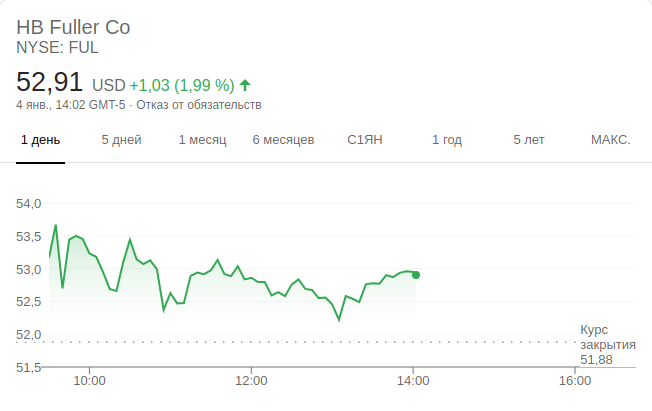 HB Fuller Co
NYSE: FUL
52,91 USD +1,03 (1,99 %)
4 янв., 14:02 GMT-5 · Отказ от обязательств
1 день 5 дней 1 месяц 6 месяцев С1ЯН 1 год 5 лет МАКС.
54,0
53,5
53,0
52,5
52,0
51,5
Курс
закрытия
51,88
10:00 12:00 14:00 16:00